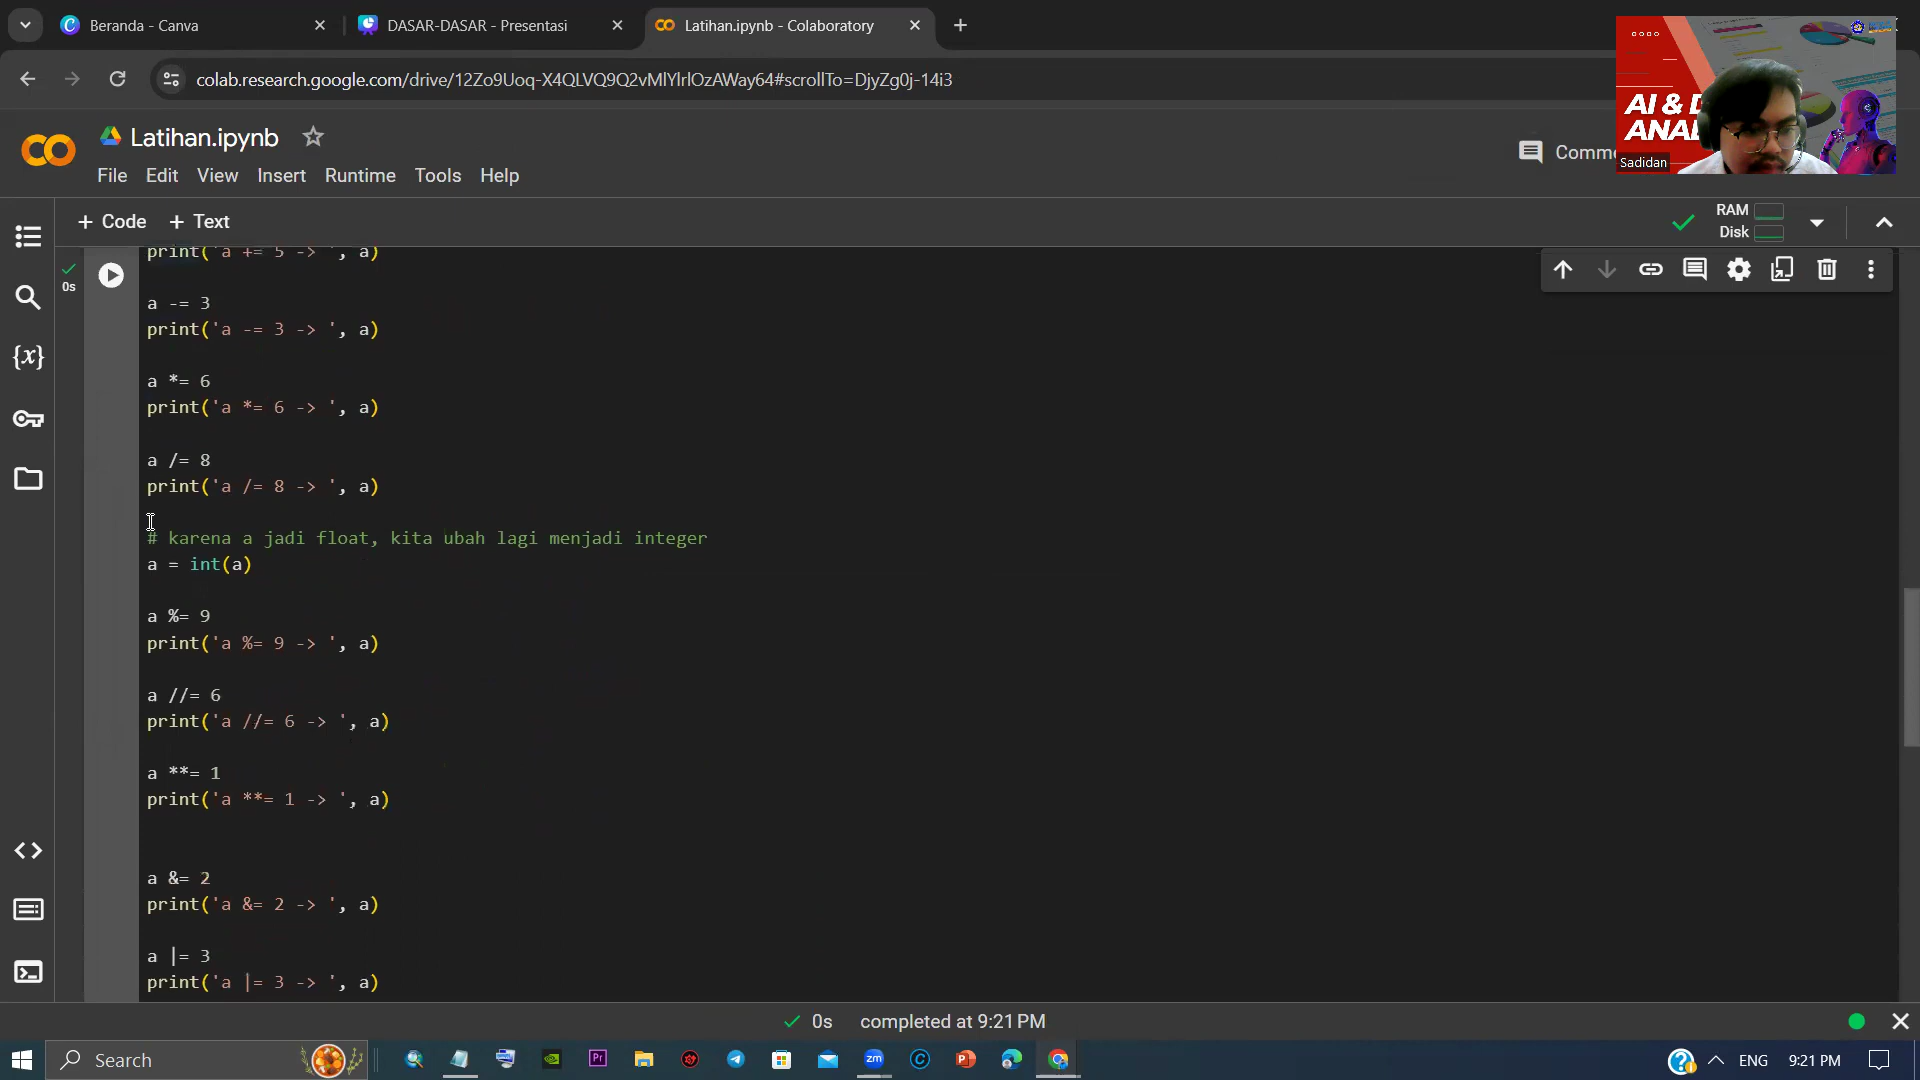 Beranda - Canva
DASAR-DASAR - Presentasi
Latihan.ipynb - Colaboratory
colab.research.google.com/drive/12Zo9Uoq-X4QLVQ9Q2vMlYlrlOzAWay64#scrollTo=DjyZg0j-14i3
Latihan.ipynb
File Edit View Insert Runtime Tools Help
Comme
AI & D
ANAL
Sadidan
+ Code + Text
RAM
Disk
0s
print('a += 5 -> ', a)
a -= 3
print('a -= 3 -> ', a)
a *= 6
print('a *= 6 -> ', a)
a /= 8
print('a /= 8 -> ', a)
# karena a jadi float, kita ubah lagi menjadi integer
a = int(a)
a %= 9
print('a %= 9 -> ', a)
a //= 6
print('a //= 6 -> ', a)
a **= 1
print('a **= 1 -> ', a)
a &= 2
print('a &= 2 -> ', a)
a |= 3
print('a |= 3 -> ', a)
0s completed at 9:21 PM
Search
ENG
9:21 PM